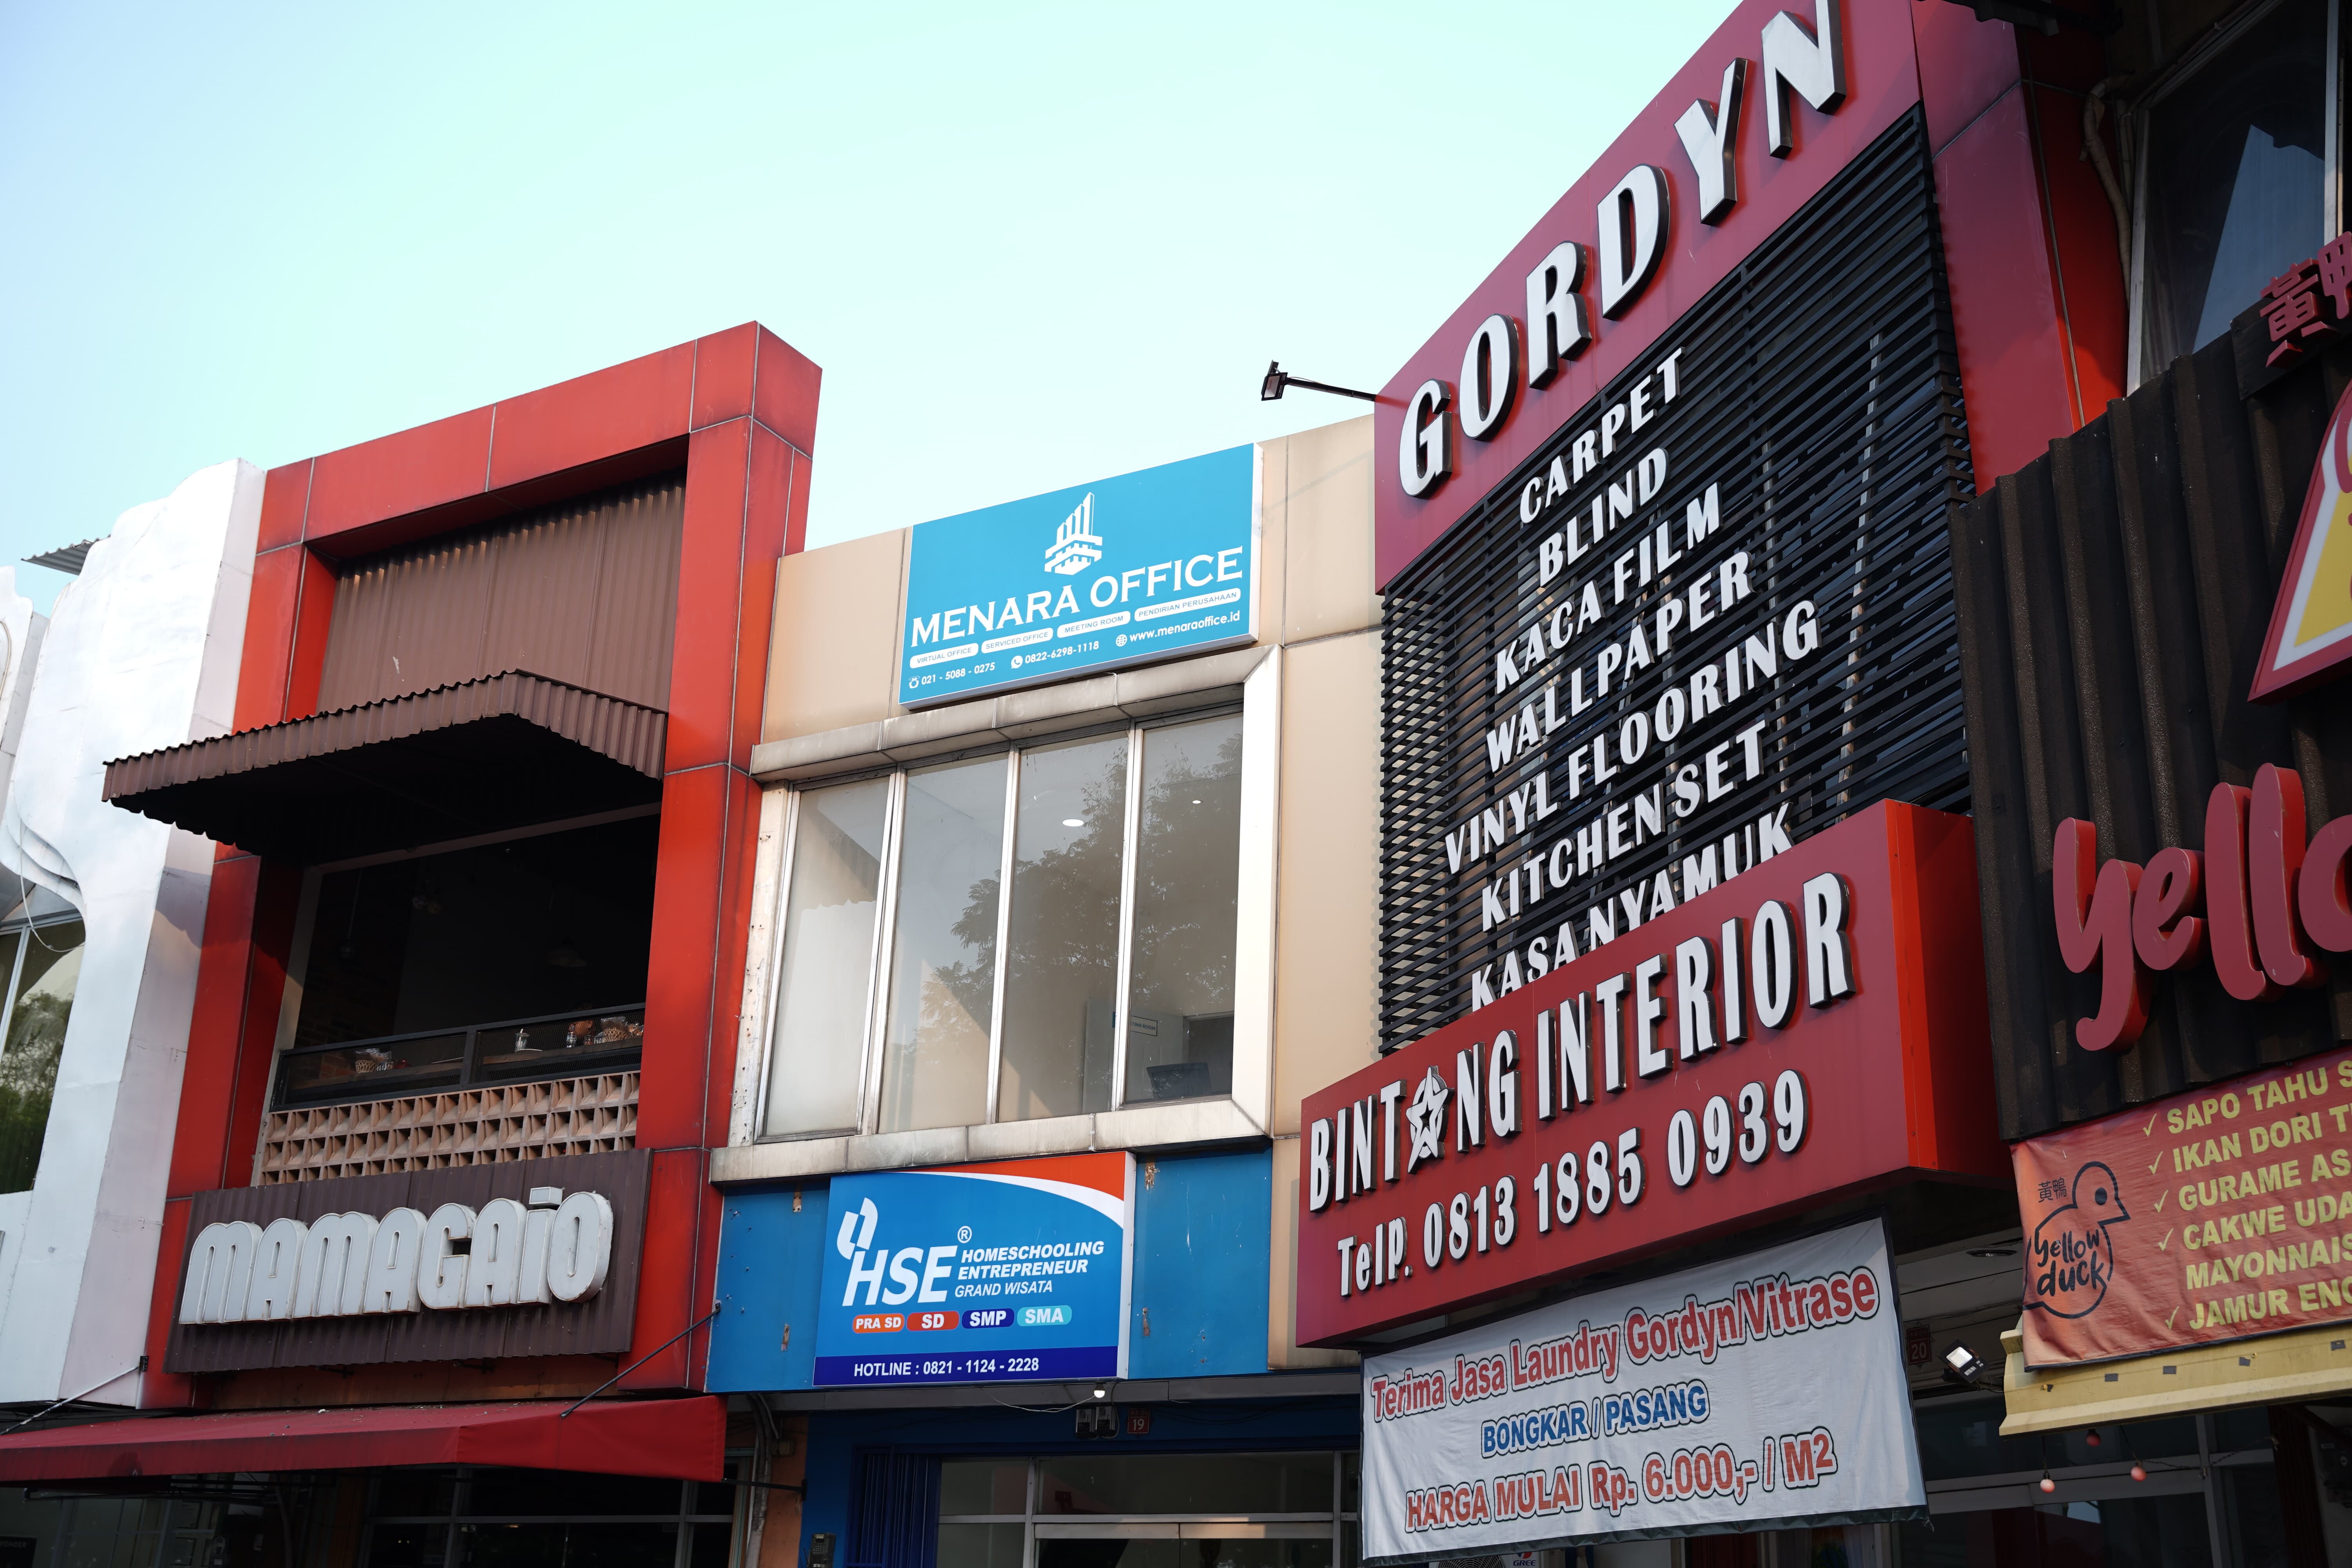 MAMAGAIO
MENARA OFFICE
VIRTUAL OFFICE
SERVICED OFFICE
MEETING ROOM
PENDIRIAN PERUSAHAAN
021 - 5088 - 0275
0822-6298-1118
www.menaraoffice.id
HSE®
HOMESCHOOLING
ENTREPRENEUR
GRAND WISATA
PRA SD
SD
SMP
SMA
HOTLINE : 0821 - 1124 - 2228
19
GORDYN
CARPET
BLIND
KACA FILM
WALLPAPER
VINYL FLOORING
KITCHEN SET
KASA NYAMUK
BINTANG INTERIOR
Telp. 0813 1885 0939
Terima Jasa Laundry Gordyn/Vitrase
BONGKAR / PASANG
HARGA MULAI Rp. 6.000,- / M2
20
GREE
黃鴨
yello
黃鴨
yellow
duck
✓ SAPO TAHU S
✓ IKAN DORI T
✓ GURAME AS
✓ CAKWE UDA
MAYONNAIS
✓ JAMUR EN